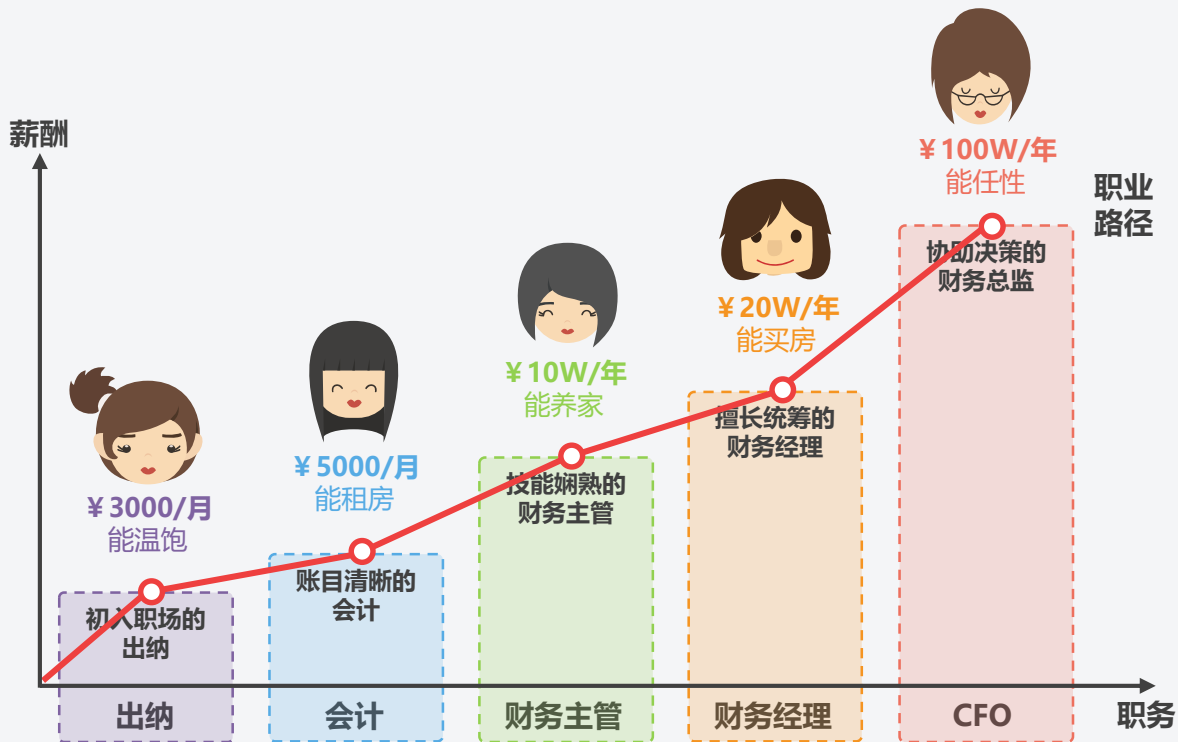 薪酬
¥3000/月
能温饱
初入职场的
出纳
¥5000/月
能租房
账目清晰的
会计
¥10W/年
能养家
技能娴熟的
财务主管
¥20W/年
能买房
擅长统筹的
财务经理
¥100W/年
能任性
协助决策的
财务总监
职业
路径
出纳
会计
财务主管
财务经理
CFO
职务